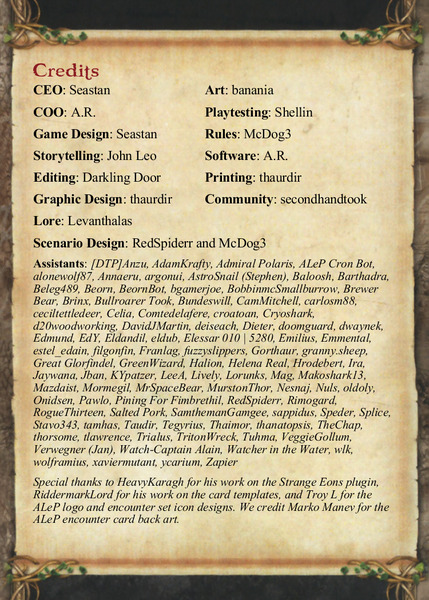 Credits
CEO: Seastan
Art: banania
COO: A.R.
Playtesting: Shellin
Game Design: Seastan
Rules: McDog3
Storytelling: John Leo
Software: A.R.
Editing: Darkling Door
Printing: thaurdir
Graphic Design: thaurdir
Community: secondhandtook
Lore: Levanthalas
Scenario Design: RedSpiderr and McDog3
Assistants: [DTP]Anzu, AdamKrafty, Admiral Polaris, ALeP Cron Bot,
alonewolf87, Annaeru, argonui, AstroSnail (Stephen), Baloosh, Barthadra,
Beleg489, Beorn, BeornBot, bgamerjoe, BobbinmcSmallburrow, Brewer
Bear, Brinx, Bullroarer Took, Bundeswill, CamMitchell, carlosm88,
ceciltettledeer, Celia, Comtedelafere, croatoan, Cryoshark,
d20woodworking, DavidJMartin, deiseach, Dieter, doomguard, dwaynek,
Edmund, EdY, Eldandil, eldub, Elessar 010 | 5280, Emilius, Emmental,
estel_edain, filgonfin, Franlag, fuzzyslippers, Gorthaur, granny.sheep,
Great Glorfindel, GreenWizard, Halion, Helena Real, Hrodebert, Ira,
Jaywana, Jban, KYpatzer, LeeA, Lively, Lorunks, Mag, Makoshark13,
Mazdaist, Mormegil, MrSpaceBear, MurstonThor, Nesnaj, Nuls, oldoly,
Onidsen, Pawlo, Pining For Fimbrethil, RedSpiderr, Rimogard,
RogueThirteen, Salted Pork, SamthemanGamgee, sappidus, Speder, Splice,
Stavo343, tamhas, Taudir, Tegyrius, Thaimor, thanatopsis, TheChap,
thorsome, tlawrence, Trialus, TritonWreck, Tuhma, VeggieGollum,
Verwegner (Jan), Watch-Captain Alain, Watcher in the Water, wlk,
wolframius, xaviermutant, ycarium, Zapier
Special thanks to HeavyKaragh for his work on the Strange Eons plugin,
RiddermarkLord for his work on the card templates, and Troy L for the
ALeP logo and encounter set icon designs. We credit Marko Manev for the
ALeP encounter card back art.